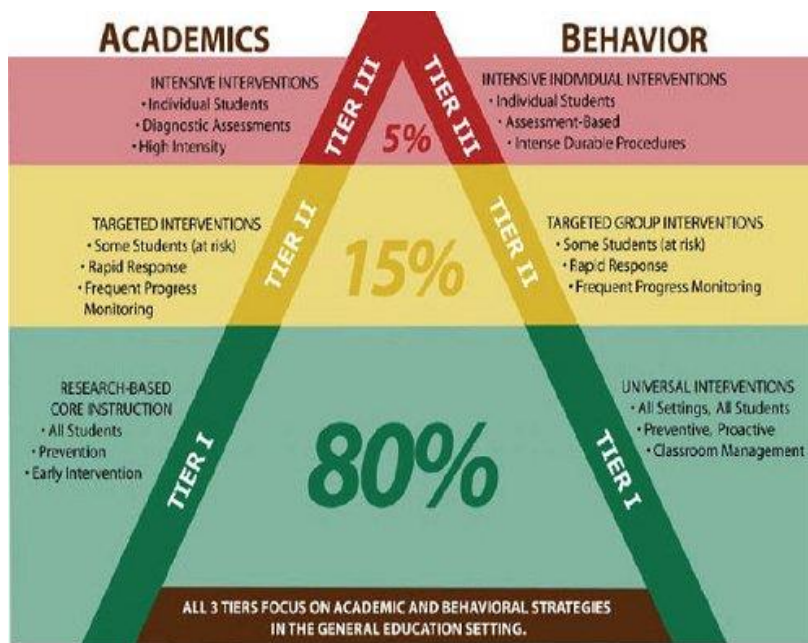 ACADEMICS
BEHAVIOR
INTENSIVE INTERVENTIONS
• Individual Students
• Diagnostic Assessments
• High Intensity
TIER III
5%
TIER III
INTENSIVE INDIVIDUAL INTERVENTIONS
• Individual Students
• Assessment-Based
• Intense Durable Procedures
TARGETED INTERVENTIONS
• Some Students (at risk)
• Rapid Response
• Frequent Progress
Monitoring
TIER II
15%
TIER II
TARGETED GROUP INTERVENTIONS
• Some Students (at risk)
• Rapid Response
• Frequent Progress Monitoring
RESEARCH-BASED
CORE INSTRUCTION
• All Students
• Prevention
• Early Intervention
TIER I
80%
TIER I
UNIVERSAL INTERVENTIONS
• All Settings, All Students
• Preventive, Proactive
• Classroom Management
ALL 3 TIERS FOCUS ON ACADEMIC AND BEHAVIORAL STRATEGIES
IN THE GENERAL EDUCATION SETTING.